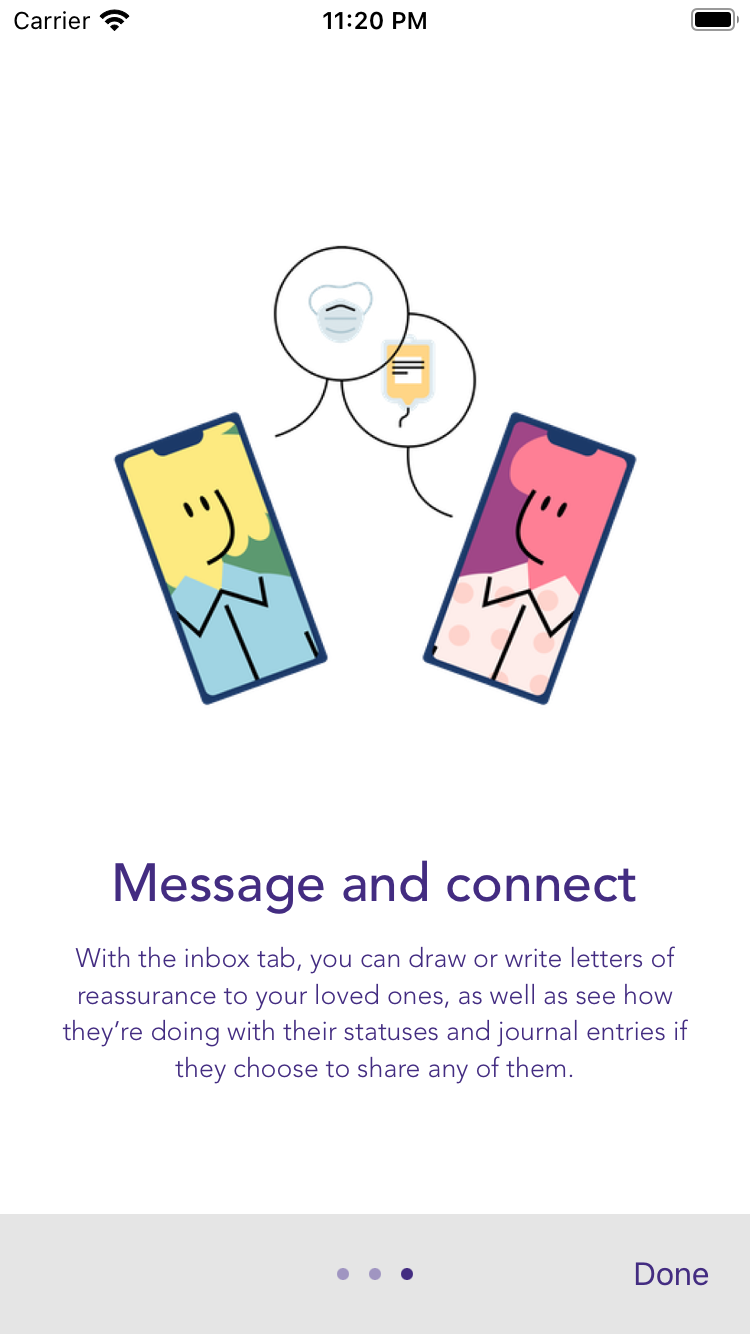 Carrier 11:20 PM
Message and connect
With the inbox tab, you can draw or write letters of
reassurance to your loved ones, as well as see how
they’re doing with their statuses and journal entries if
they choose to share any of them.
Done